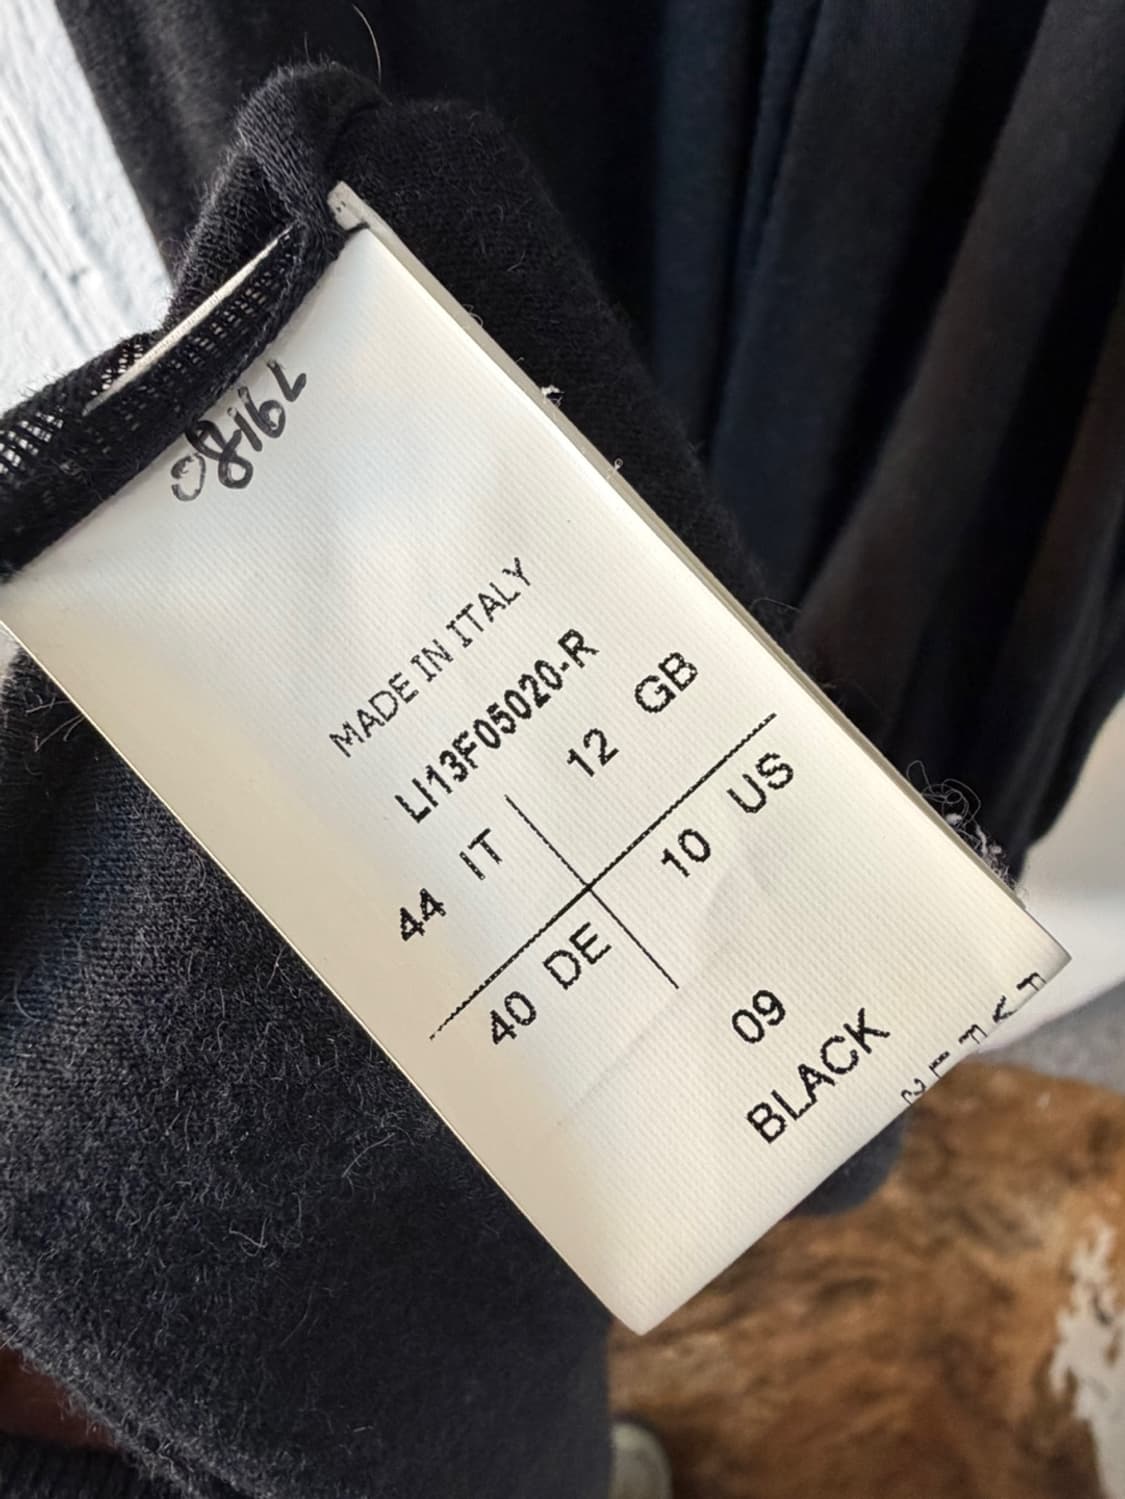 08162
MADE IN ITALY
LI13F05020-R
44 IT 12 GB
40 DE 10 US
09
BLACK